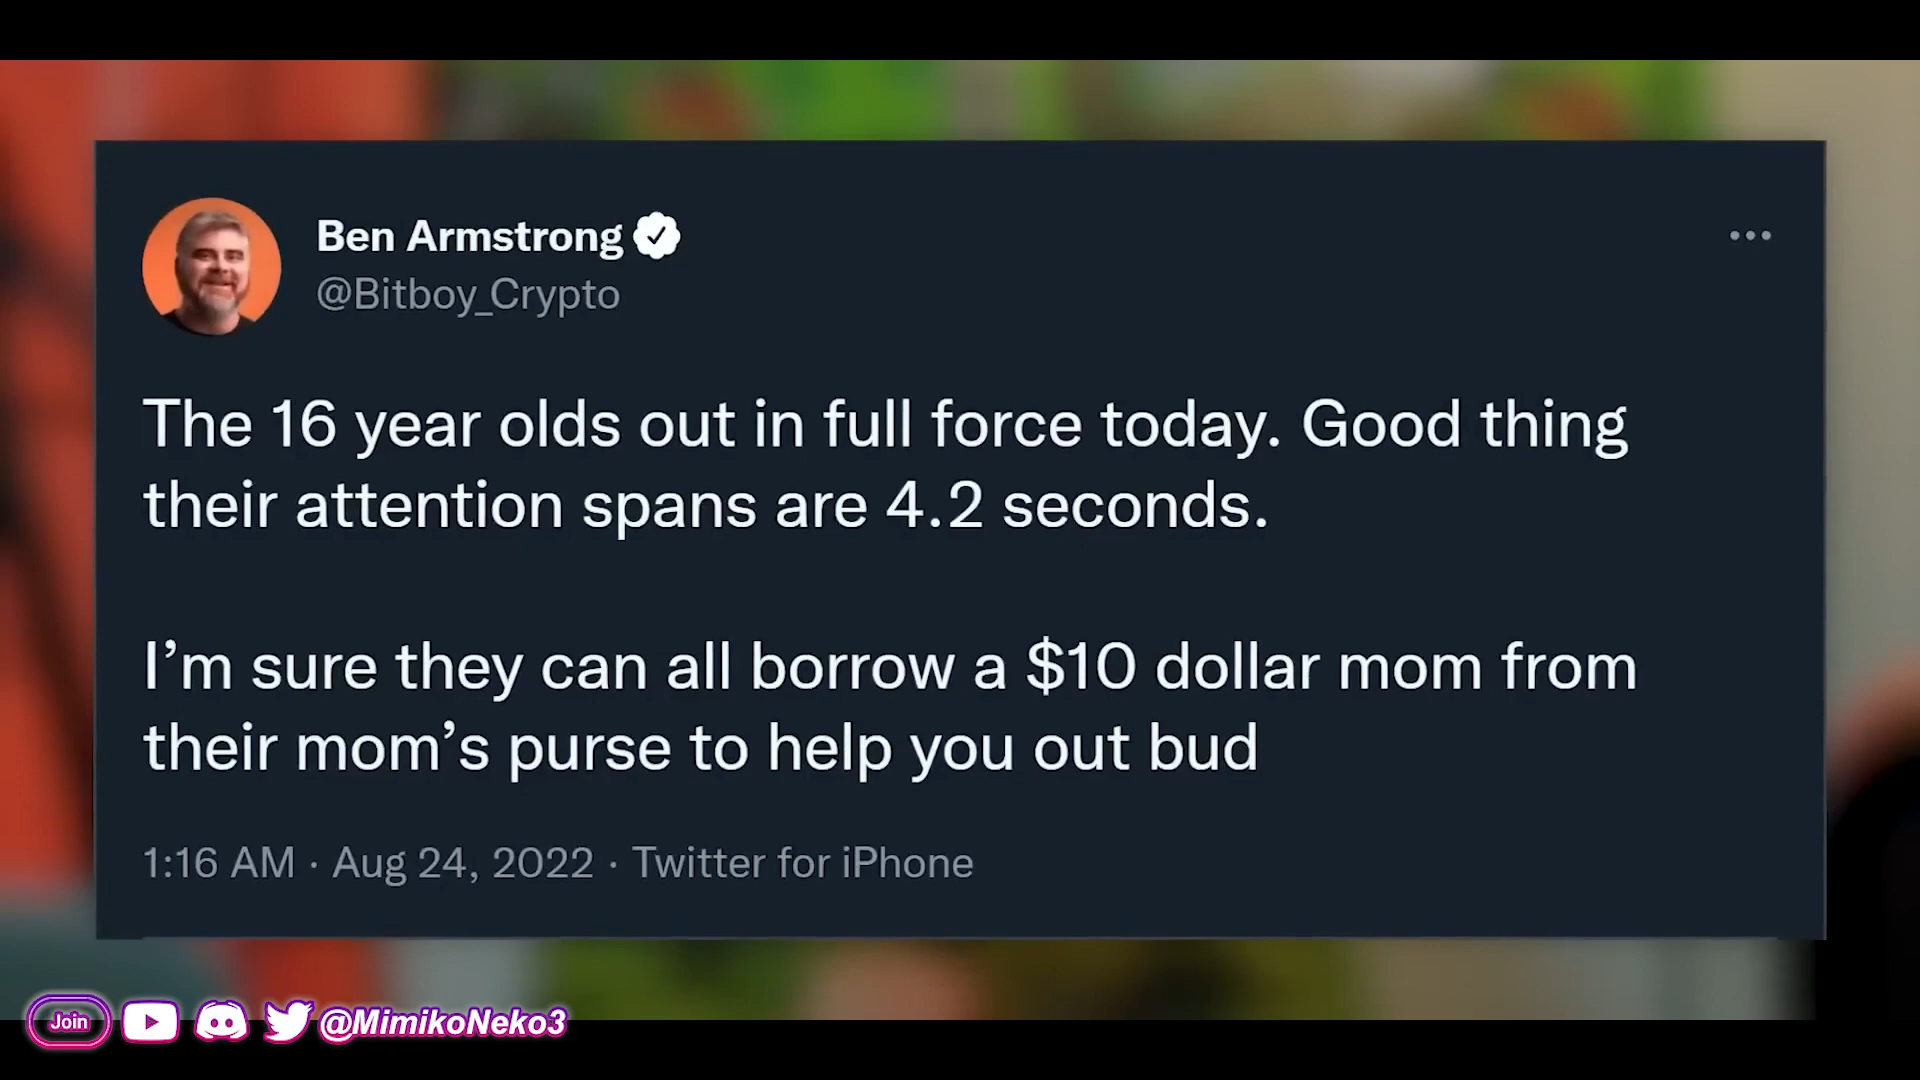 Ben Armstrong
@Bitboy_Crypto
The 16 year olds out in full force today. Good thing
their attention spans are 4.2 seconds.
I’m sure they can all borrow a $10 dollar mom from
their mom’s purse to help you out bud
1:16 AM · Aug 24, 2022 · Twitter for iPhone
Join @MimikoNeko3